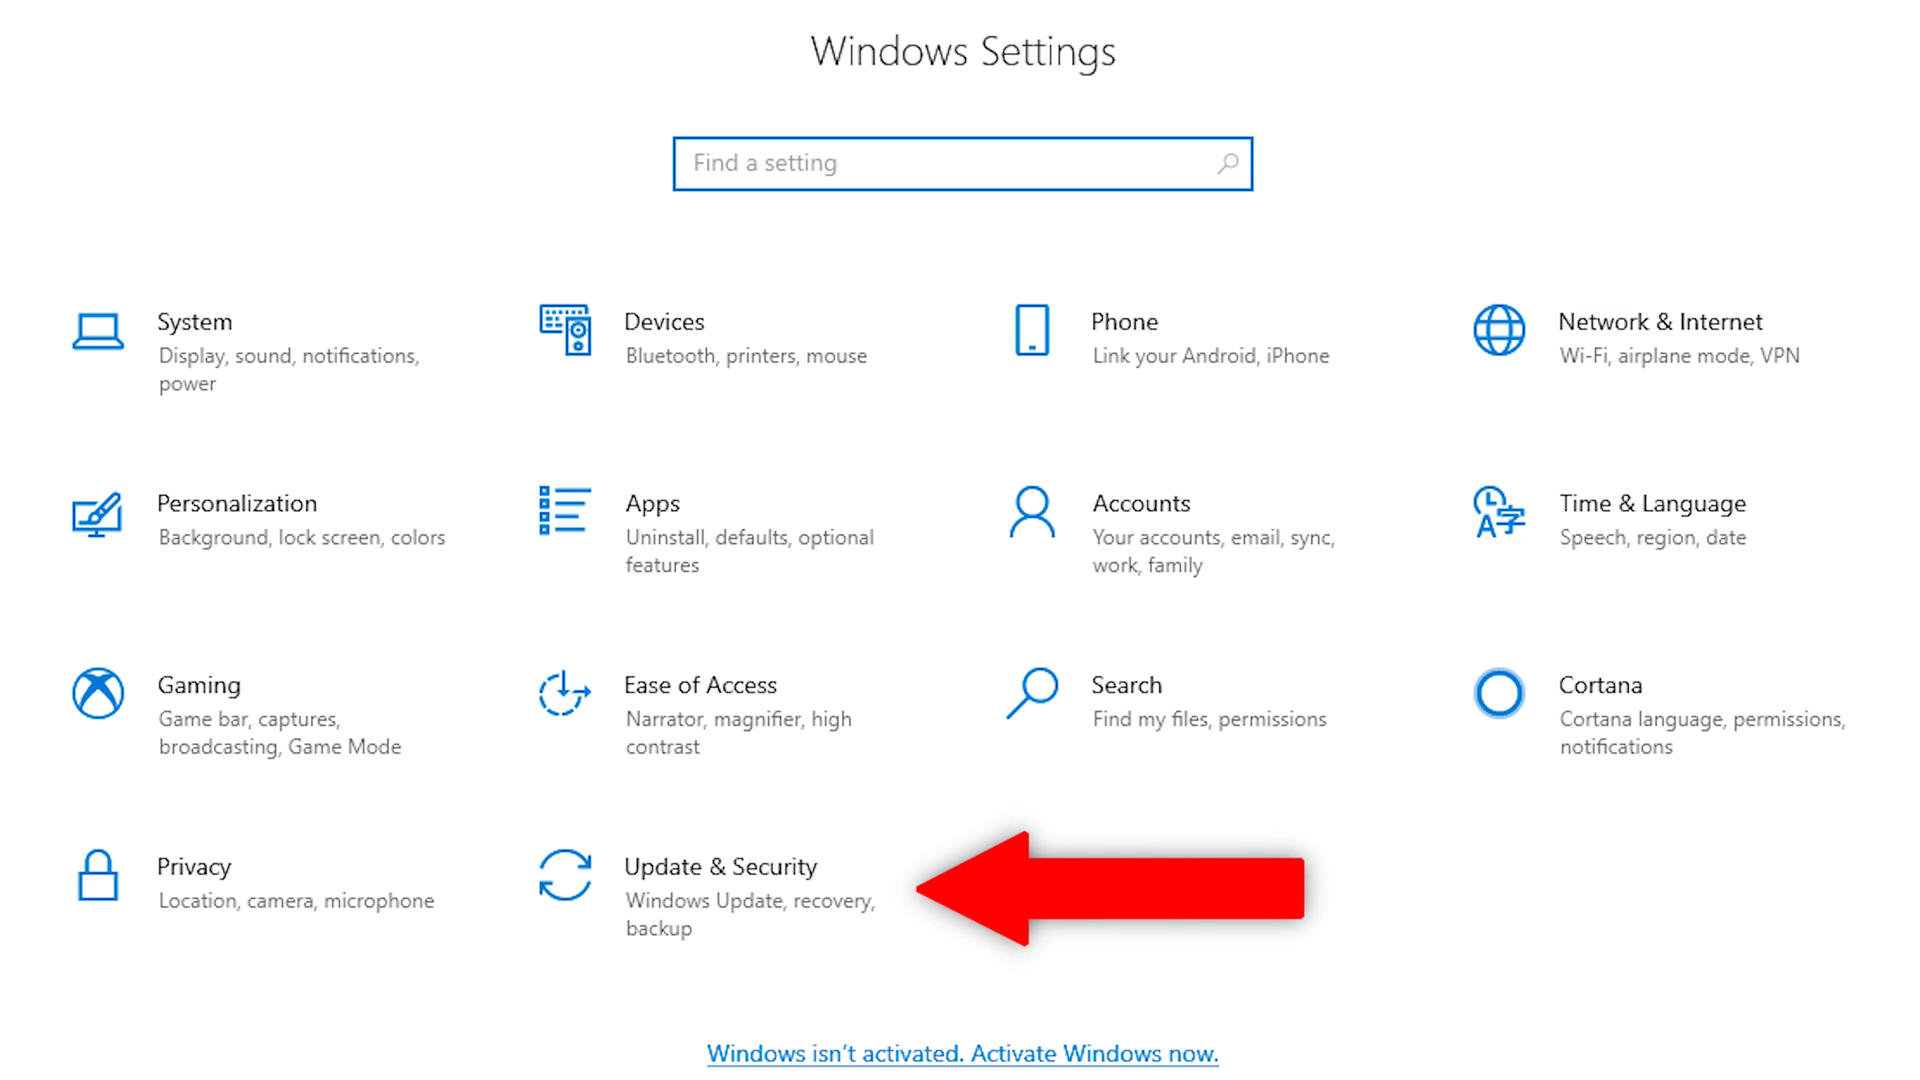 Windows Settings
Find a setting
System
Display, sound, notifications,
power
Devices
Bluetooth, printers, mouse
Phone
Link your Android, iPhone
Network & Internet
Wi-Fi, airplane mode, VPN
Personalization
Background, lock screen, colors
Apps
Uninstall, defaults, optional
features
Accounts
Your accounts, email, sync,
work, family
Time & Language
Speech, region, date
Gaming
Game bar, captures,
broadcasting, Game Mode
Ease of Access
Narrator, magnifier, high
contrast
Search
Find my files, permissions
Cortana
Cortana language, permissions,
notifications
Privacy
Location, camera, microphone
Update & Security
Windows Update, recovery,
backup
Windows isn't activated. Activate Windows now.